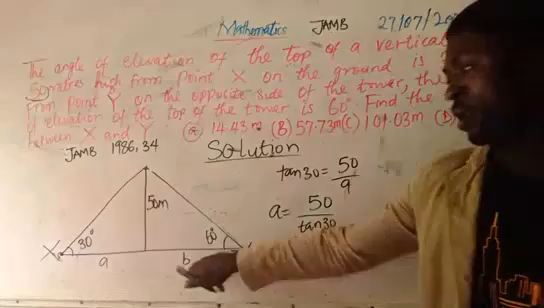 Mathematics JAMB 27/07/20
The angle of elevation of the top of a vertical
50 metres high from point X on the ground is
From point Y on the opposite side of the tower, the
of elevation of the top of the tower is 60°. Find the
between X and Y (a) 14.43m (B) 57.73m (C) 101.03m (D)
JAMB 1986, 34 Solution
tan30 = 50
a
50m
a = 50
tan30
X 30° 60°
a b